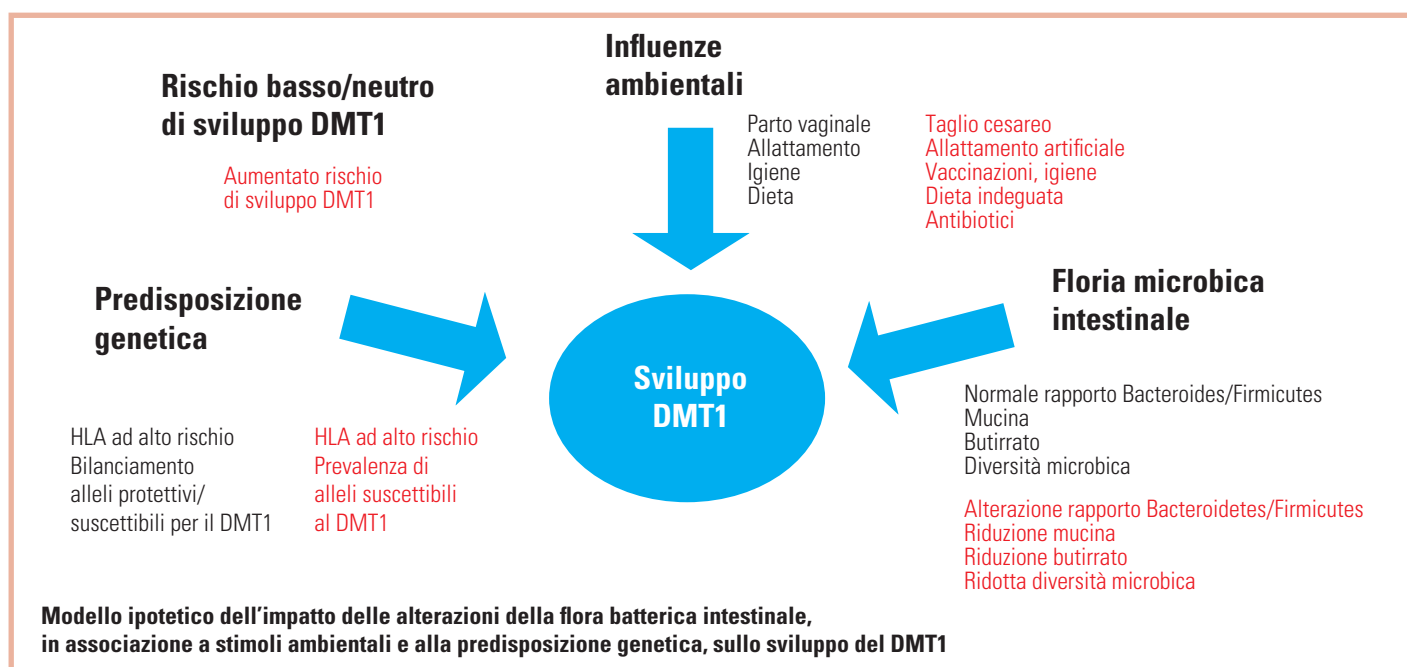 Rischio basso/neutro
di sviluppo DMT1
Aumentato rischio
di sviluppo DMT1
Influenze
ambientali
Parto vaginale
Allattamento
Igiene
Dieta
Taglio cesareo
Allattamento artificiale
Vaccinazioni, igiene
Dieta indeguata
Antibiotici
Predisposizione
genetica
HLA ad alto rischio
Bilanciamento
alleli protettivi/
suscettibili per il DMT1
HLA ad alto rischio
Prevalenza di
alleli suscettibili
al DMT1
Sviluppo
DMT1
Floria microbica
intestinale
Normale rapporto Bacteroides/Firmicutes
Mucina
Butirrato
Diversità microbica
Alterazione rapporto Bacteroidetes/Firmicutes
Riduzione mucina
Riduzione butirrato
Ridotta diversità microbica
Modello ipotetico dell’impatto delle alterazioni della flora batterica intestinale,
in associazione a stimoli ambientali e alla predisposizione genetica, sullo sviluppo del DMT1